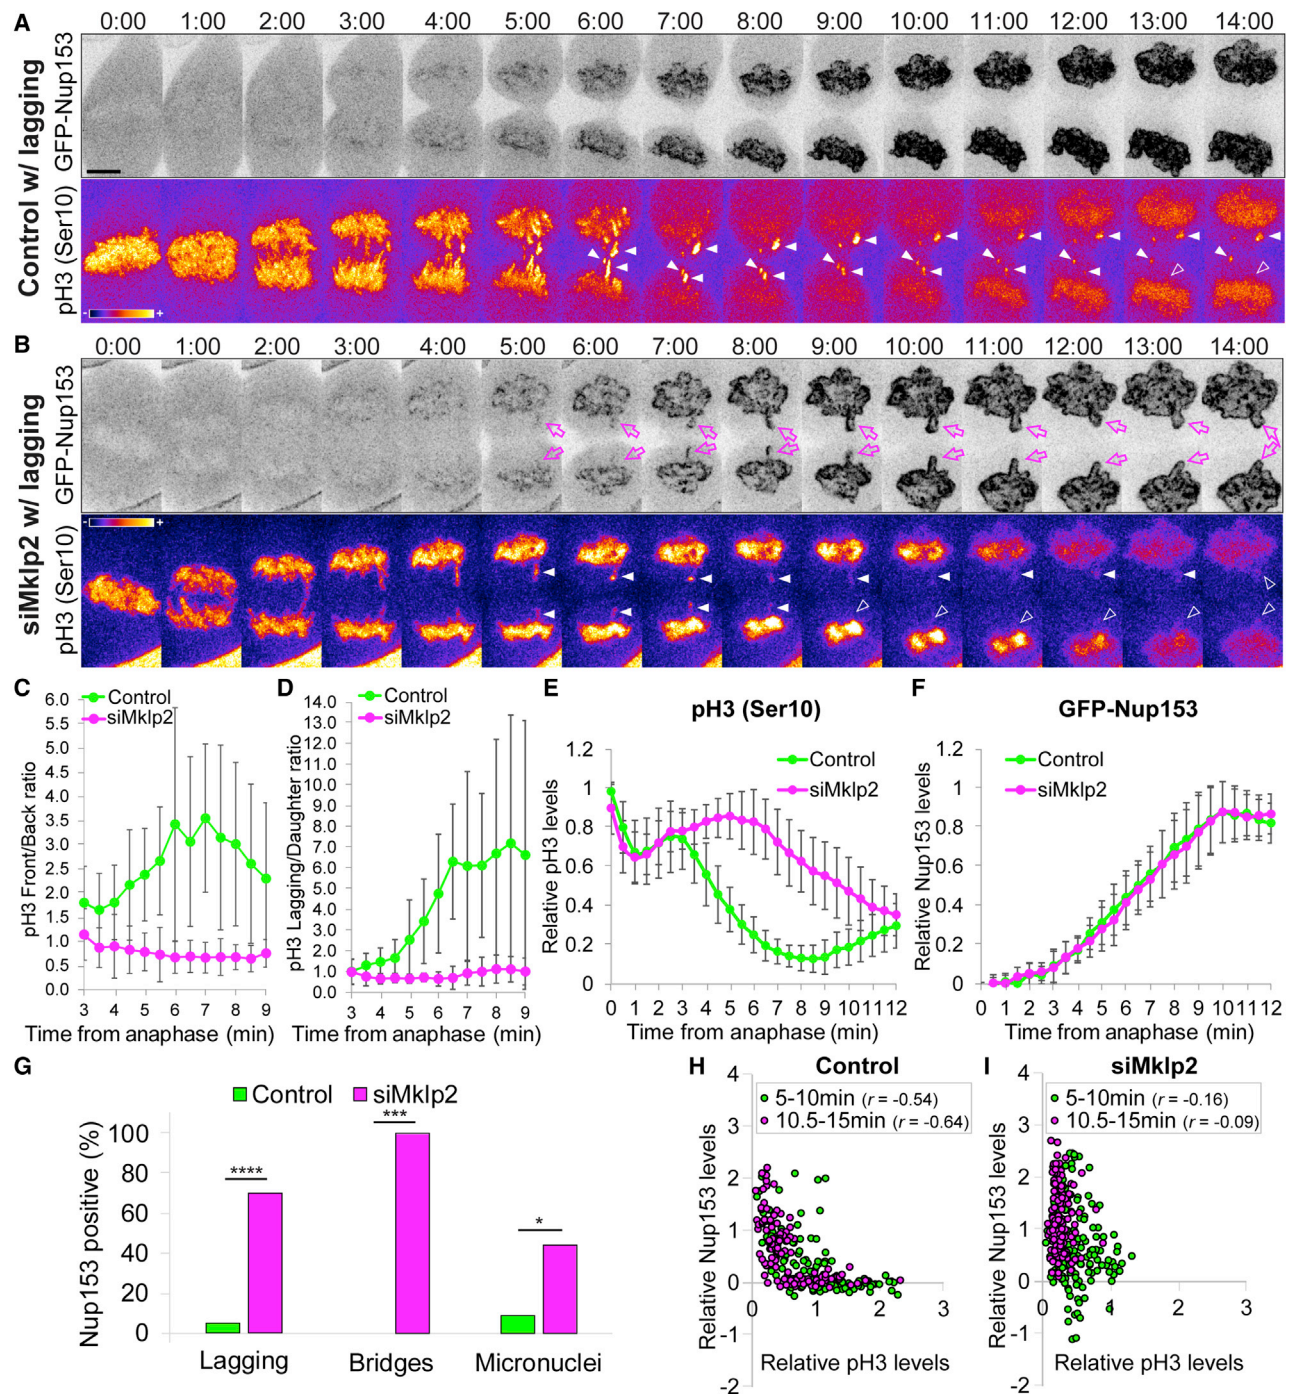 A
0:00 1:00 2:00 3:00 4:00 5:00 6:00 7:00 8:00 9:00 10:00 11:00 12:00 13:00 14:00
Control w/ lagging
GFP-Nup153
pH3 (Ser10)
- +
B
0:00 1:00 2:00 3:00 4:00 5:00 6:00 7:00 8:00 9:00 10:00 11:00 12:00 13:00 14:00
siMklp2 w/ lagging
GFP-Nup153
pH3 (Ser10)
- +
C
Control
siMklp2
pH3 Front/Back ratio
6.0
5.5
5.0
4.5
4.0
3.5
3.0
2.5
2.0
1.5
1.0
0.5
0.0
3 4 5 6 7 8 9
Time from anaphase (min)
D
Control
siMklp2
pH3 Lagging/Daughter ratio
14.0
13.0
12.0
11.0
10.0
9.0
8.0
7.0
6.0
5.0
4.0
3.0
2.0
1.0
0.0
3 4 5 6 7 8 9
Time from anaphase (min)
E
pH3 (Ser10)
Control
siMklp2
Relative pH3 levels
1.2
1
0.8
0.6
0.4
0.2
0
0 1 2 3 4 5 6 7 8 9 10 11 12
Time from anaphase (min)
F
GFP-Nup153
Control
siMklp2
Relative Nup153 levels
1.2
1
0.8
0.6
0.4
0.2
0
0 1 2 3 4 5 6 7 8 9 10 11 12
Time from anaphase (min)
G
Control siMklp2
Nup153 positive (%)
100
80
60
40
20
0
****
***
*
Lagging Bridges Micronuclei
H
Control
5-10min (r = -0.54)
10.5-15min (r = -0.64)
Relative Nup153 levels
4
3
2
1
0
-1
-2
0 1 2 3
Relative pH3 levels
I
siMklp2
5-10min (r = -0.16)
10.5-15min (r = -0.09)
Relative Nup153 levels
4
3
2
1
0
-1
-2
0 1 2 3
Relative pH3 levels